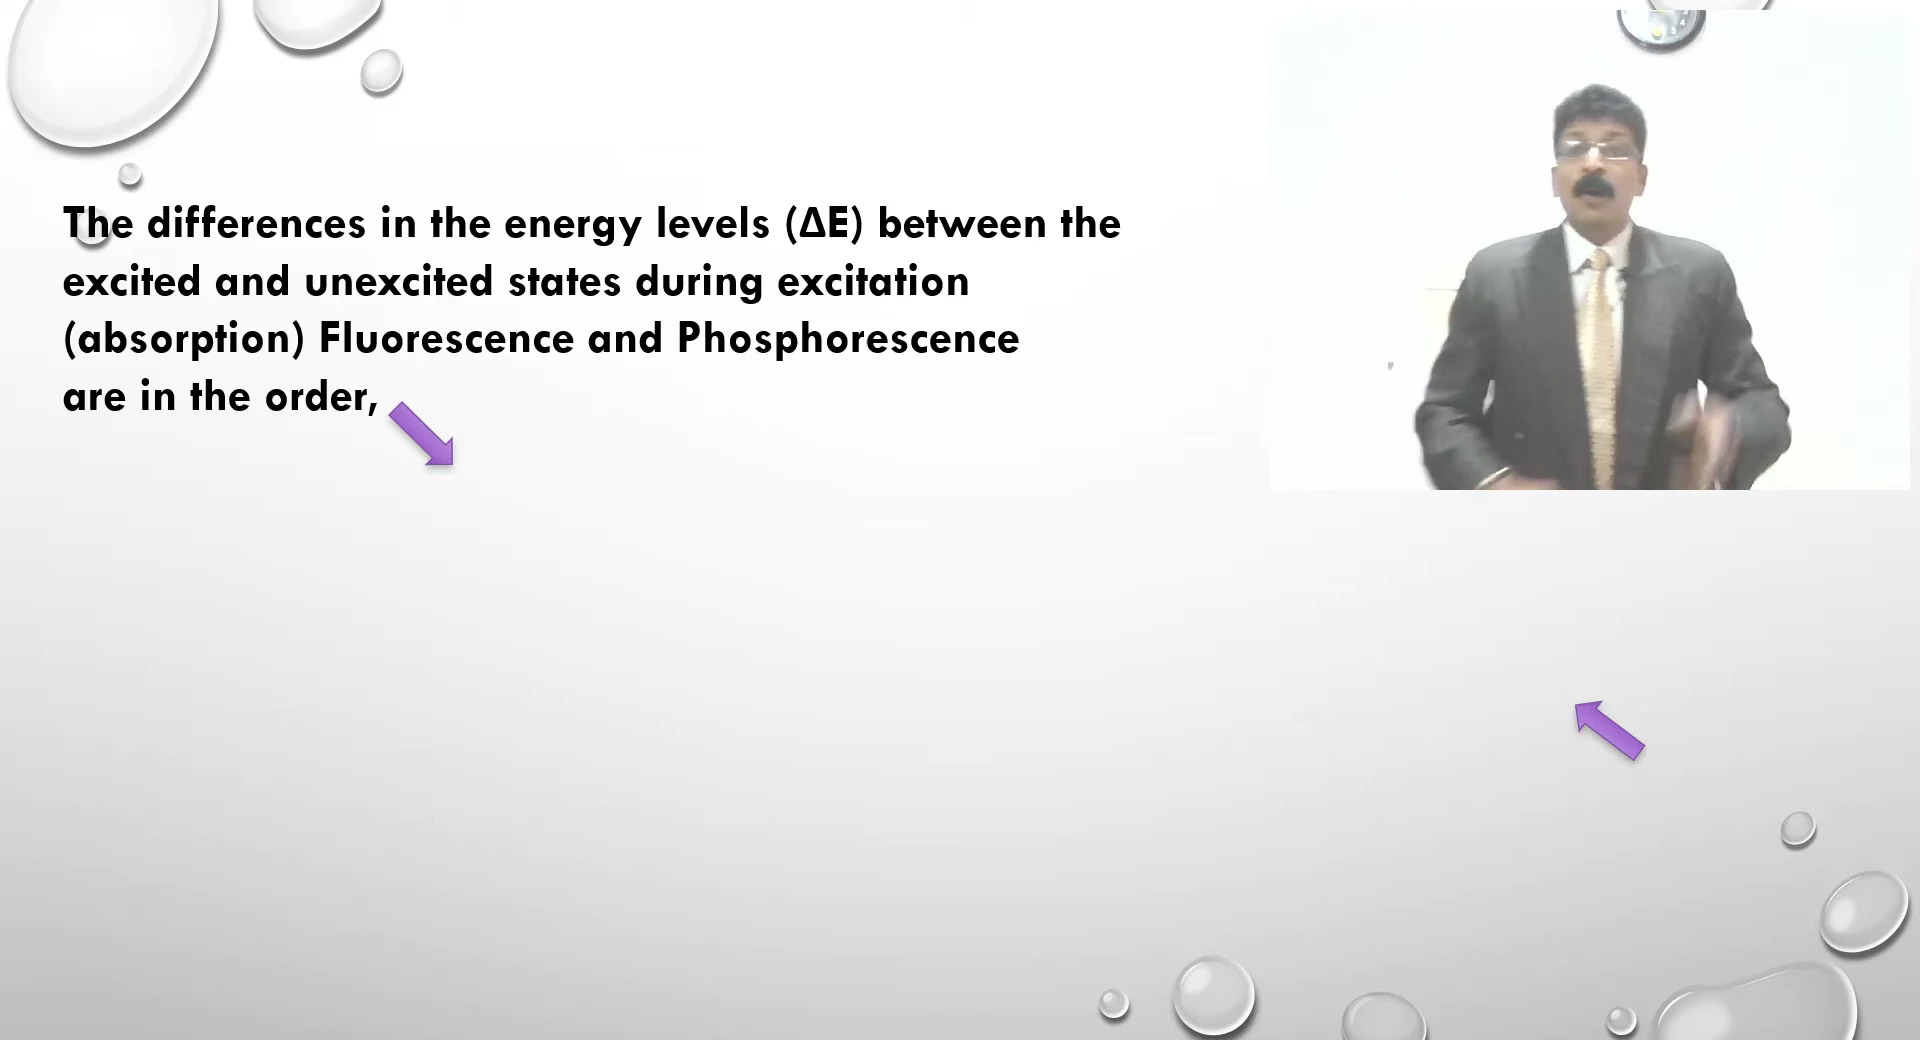 The differences in the energy levels (ΔE) between the
excited and unexcited states during excitation
(absorption) Fluorescence and Phosphorescence
are in the order,